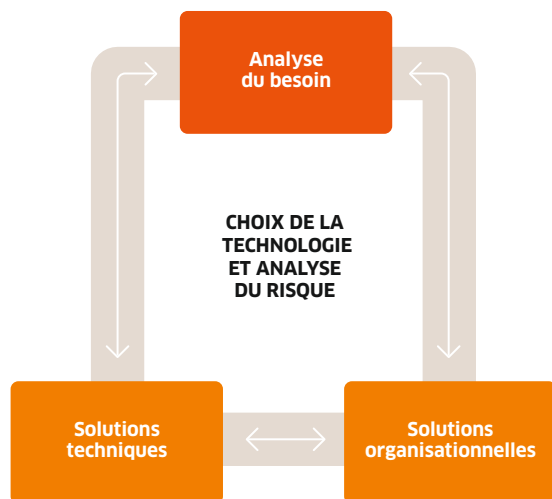 Analyse
du besoin
CHOIX DE LA
TECHNOLOGIE
ET ANALYSE
DU RISQUE
Solutions
techniques
Solutions
organisationnelles